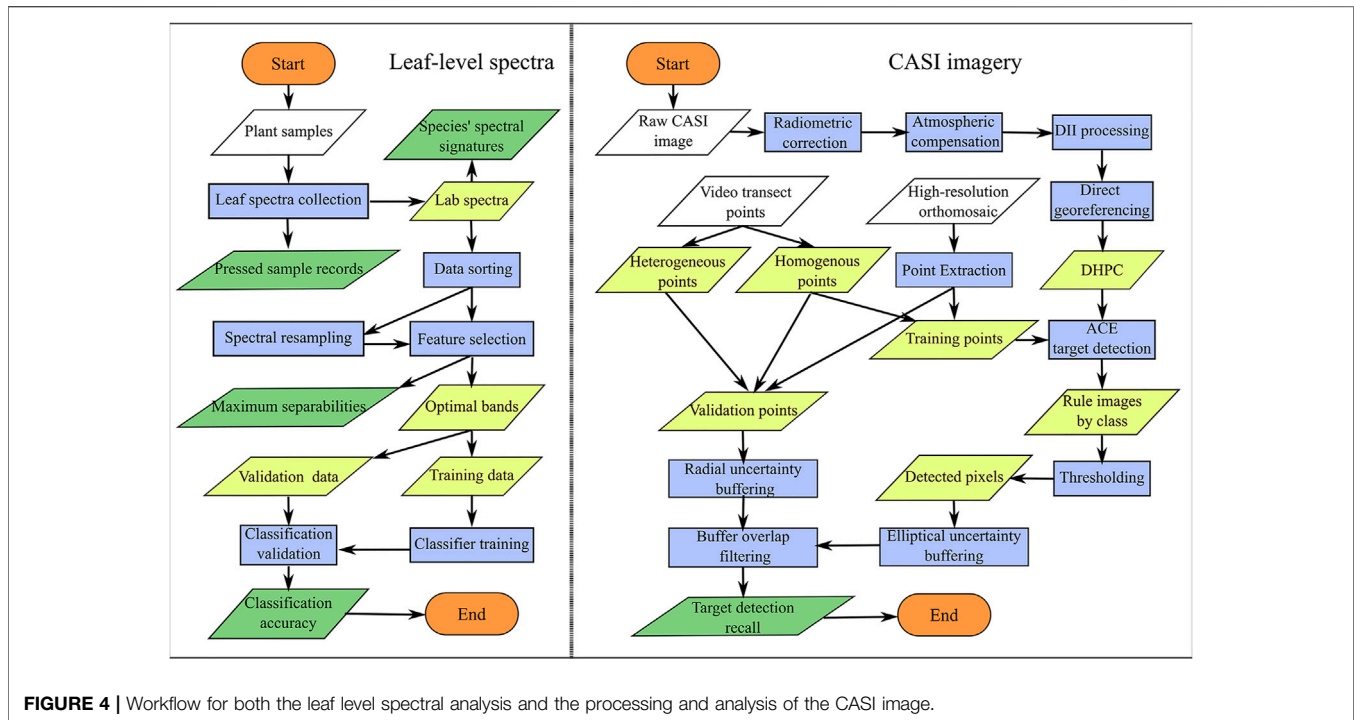 Start
Leaf-level spectra
Plant samples
Species' spectral
signatures
Leaf spectra collection
Lab spectra
Pressed sample records
Data sorting
Spectral resampling
Feature selection
Maximum separabilities
Optimal bands
Validation data
Training data
Classification
validation
Classifier training
Classification
accuracy
End
Start
CASI imagery
Raw CASI
image
Radiometric
correction
Atmospheric
compensation
DII processing
Video transect
points
High-resolution
orthomosaic
Direct
georeferencing
Heterogeneous
points
Homogenous
points
Point Extraction
DHPC
Training points
ACE
target detection
Validation points
Rule images
by class
Radial uncertainty
buffering
Detected pixels
Thresholding
Buffer overlap
filtering
Elliptical uncertainty
buffering
Target detection
recall
End
FIGURE 4 | Workflow for both the leaf level spectral analysis and the processing and analysis of the CASI image.